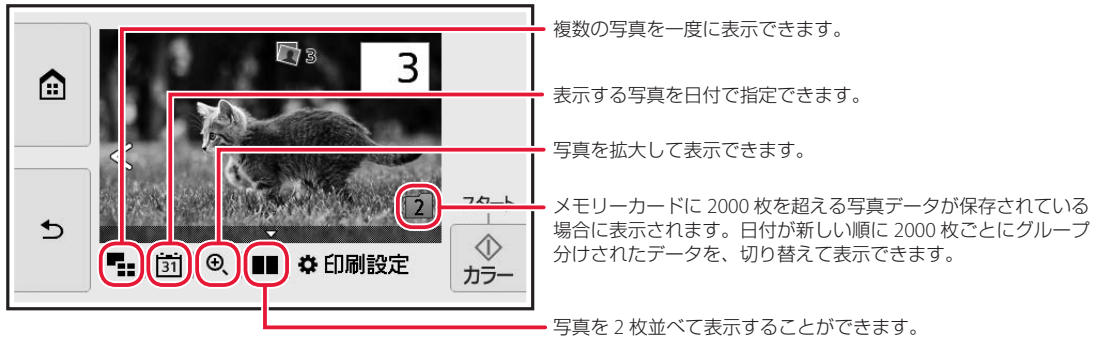 複数の写真を一度に表示できます。
3
3
表示する写真を日付で指定できます。
写真を拡大して表示できます。
2
スタート
メモリーカードに 2000 枚を超える写真データが保存されている
場合に表示されます。日付が新しい順に 2000 枚ごとにグループ
分けされたデータを、切り替えて表示できます。
31
印刷設定
カラー
写真を 2 枚並べて表示することができます。